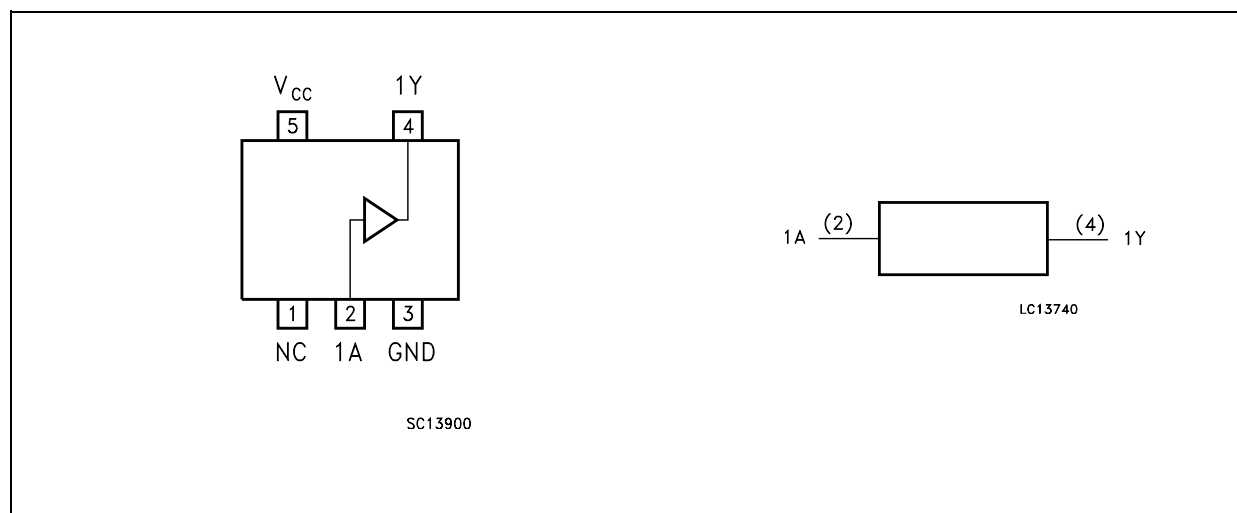 VCC 1Y
5 4
1A (2) (4) 1Y
1 2 3
NC 1A GND
LC13740
SC13900